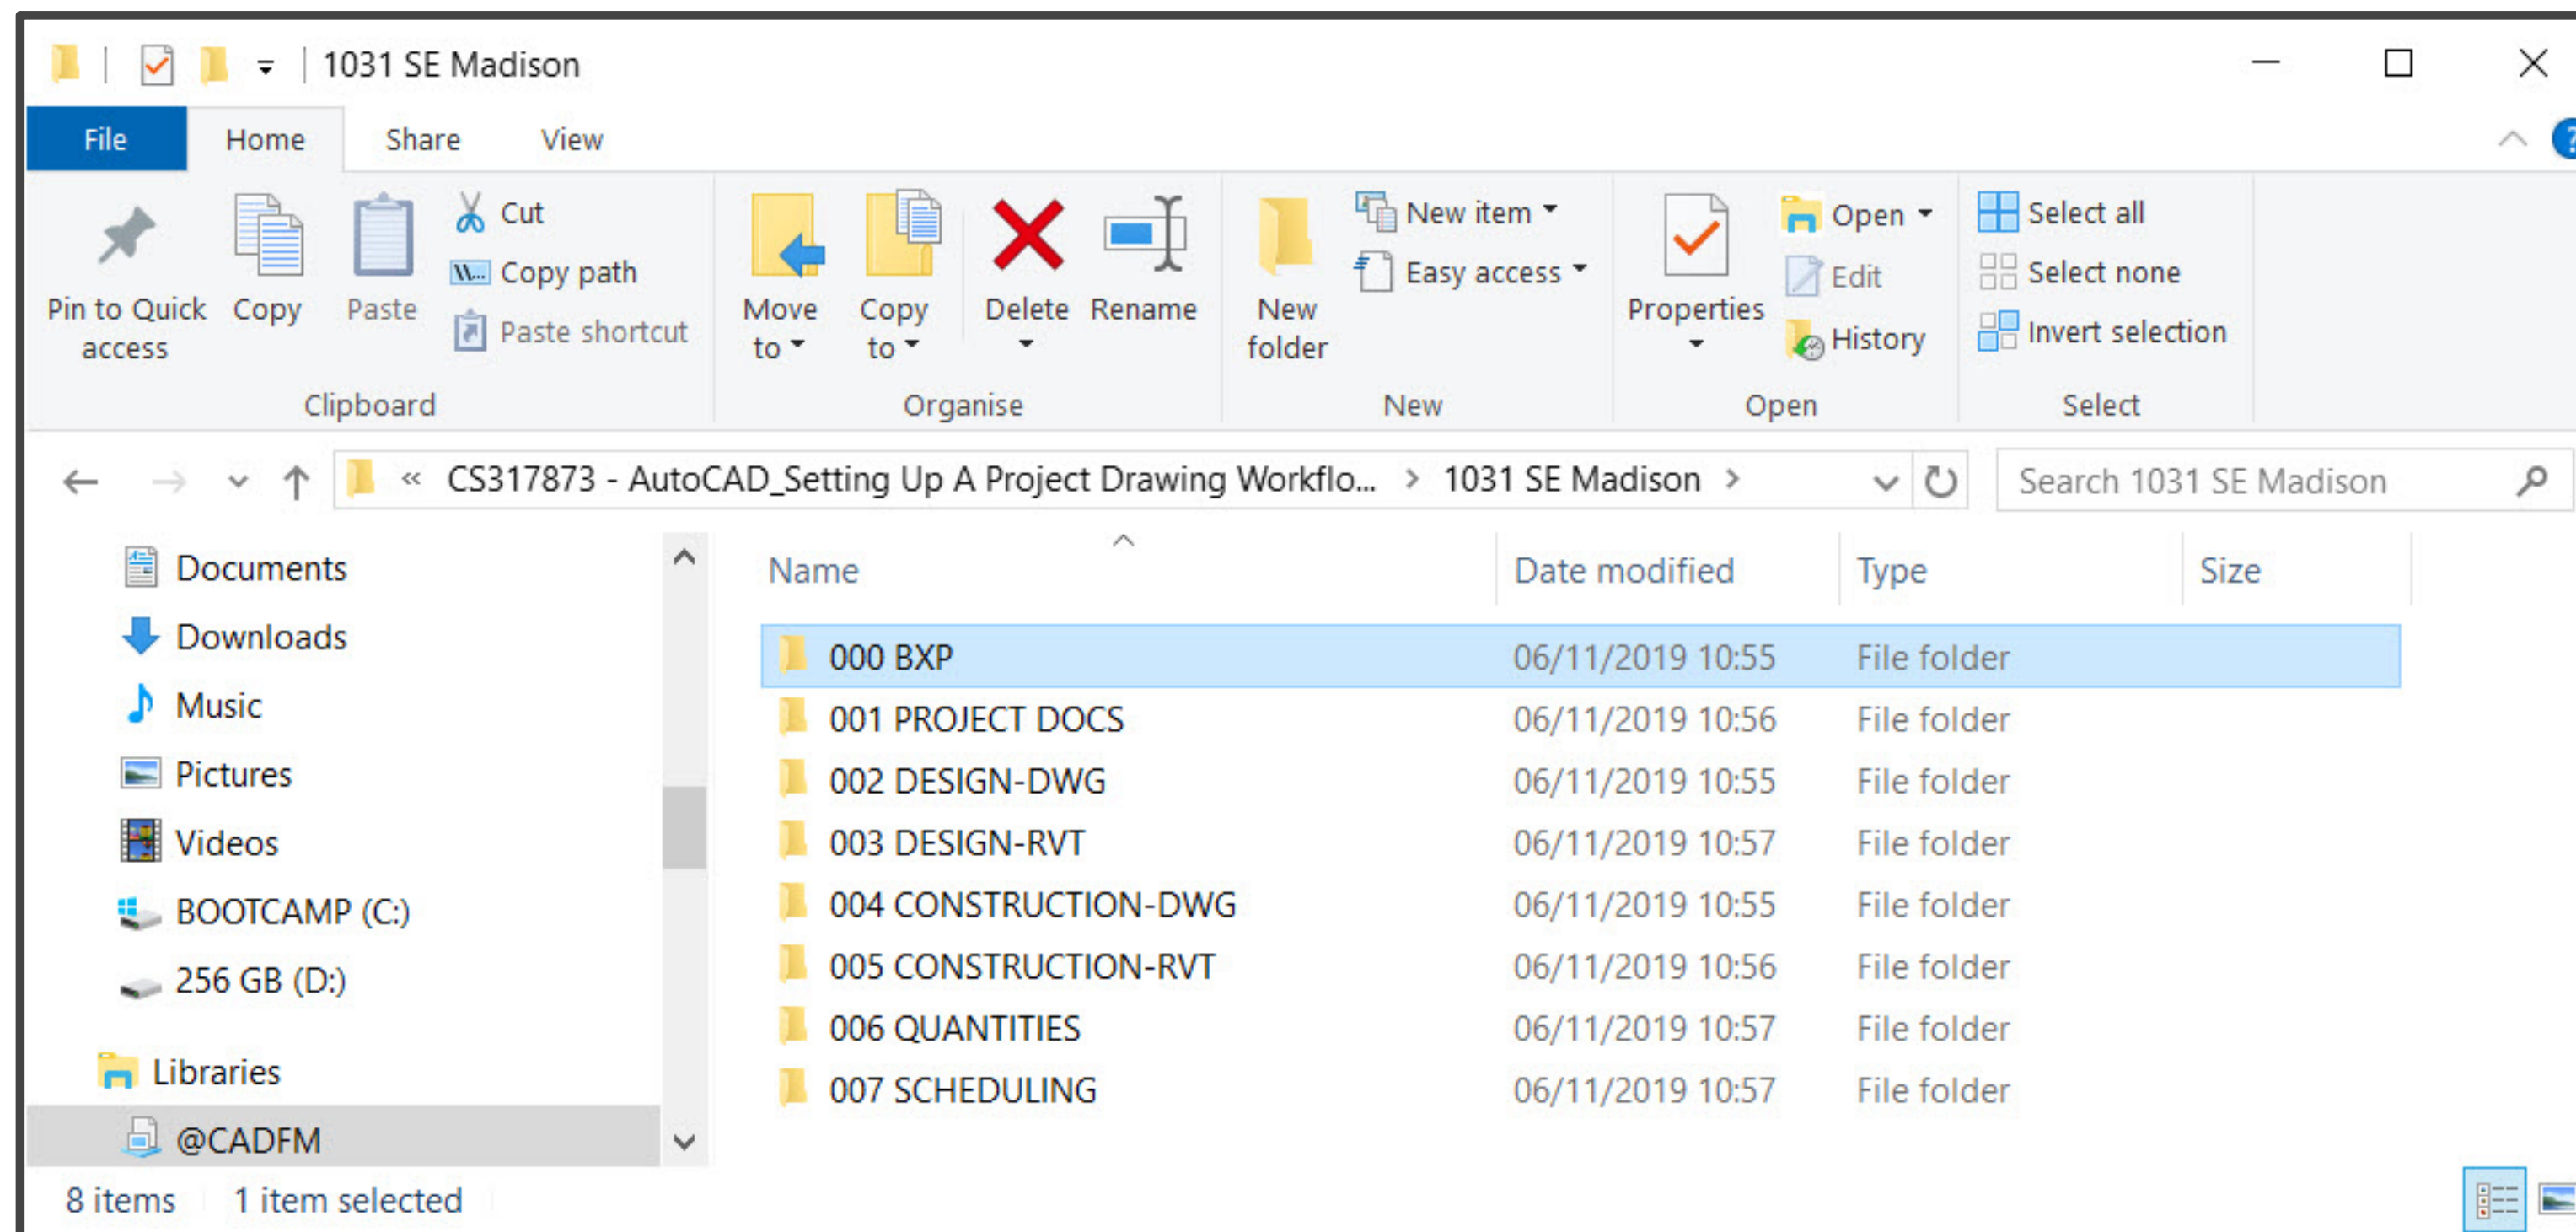 1031 SE Madison
File Home Share View
Pin to Quick access
Copy
Paste
Cut
Copy path
Paste shortcut
Clipboard
Move to
Copy to
Delete
Rename
Organise
New folder
New item
Easy access
New
Properties
Open
Edit
History
Open
Select all
Select none
Invert selection
Select
« CS317873 - AutoCAD_Setting Up A Project Drawing Workflo... > 1031 SE Madison >
Search 1031 SE Madison
Documents
Downloads
Music
Pictures
Videos
BOOTCAMP (C:)
256 GB (D:)
Libraries
@CADFM
Name Date modified Type Size
000 BXP 06/11/2019 10:55 File folder
001 PROJECT DOCS 06/11/2019 10:56 File folder
002 DESIGN-DWG 06/11/2019 10:55 File folder
003 DESIGN-RVT 06/11/2019 10:57 File folder
004 CONSTRUCTION-DWG 06/11/2019 10:55 File folder
005 CONSTRUCTION-RVT 06/11/2019 10:56 File folder
006 QUANTITIES 06/11/2019 10:57 File folder
007 SCHEDULING 06/11/2019 10:57 File folder
8 items 1 item selected